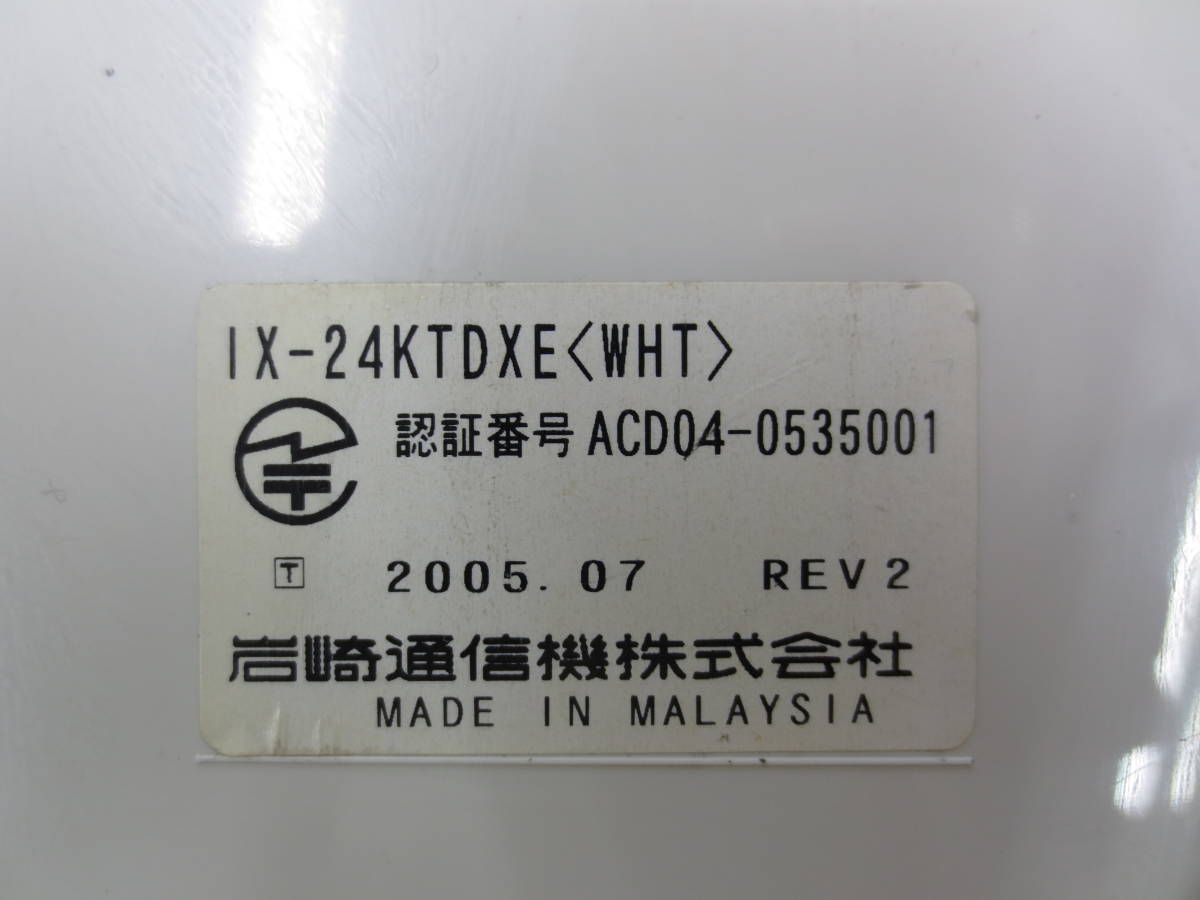 IX-24KTDXE〈WHT〉
認証番号 ACD04-0535001
T 2005.07 REV2
岩崎通信機株式会社
MADE IN MALAYSIA